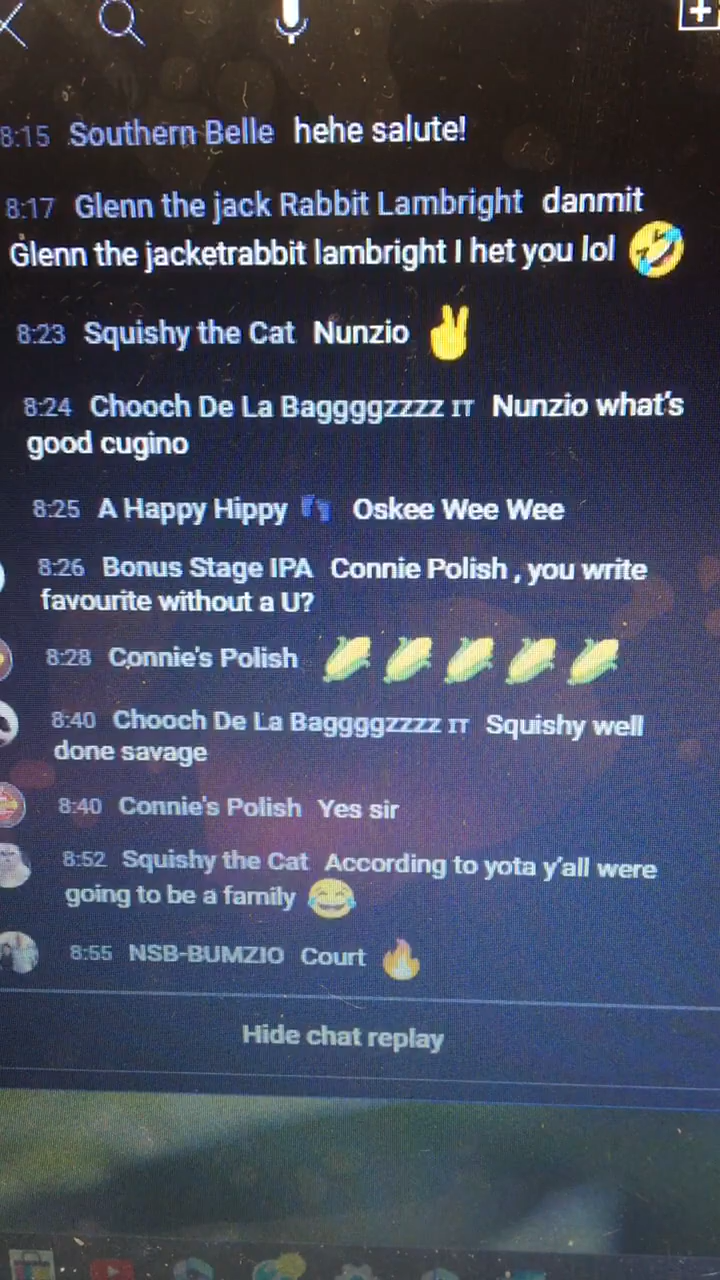 8:15 Southern Belle hehe salute!
8:17 Glenn the jack Rabbit Lambright danmit
Glenn the jacketrabbit lambright I het you lol 🤣
8:23 Squishy the Cat Nunzio ✌
8:24 Chooch De La Baggggzzzz IT Nunzio what's
good cugino
8:25 A Happy Hippy 👣 Oskee Wee Wee
8:26 Bonus Stage IPA Connie Polish , you write
favourite without a U?
8:28 Connie's Polish 🌽 🌽 🌽 🌽 🌽
8:40 Chooch De La Baggggzzzz IT Squishy well
done savage
8:40 Connie's Polish Yes sir
8:52 Squishy the Cat According to yota y'all were
going to be a family 😂
8:55 NSB-BUMZIO Court 🔥
Hide chat replay